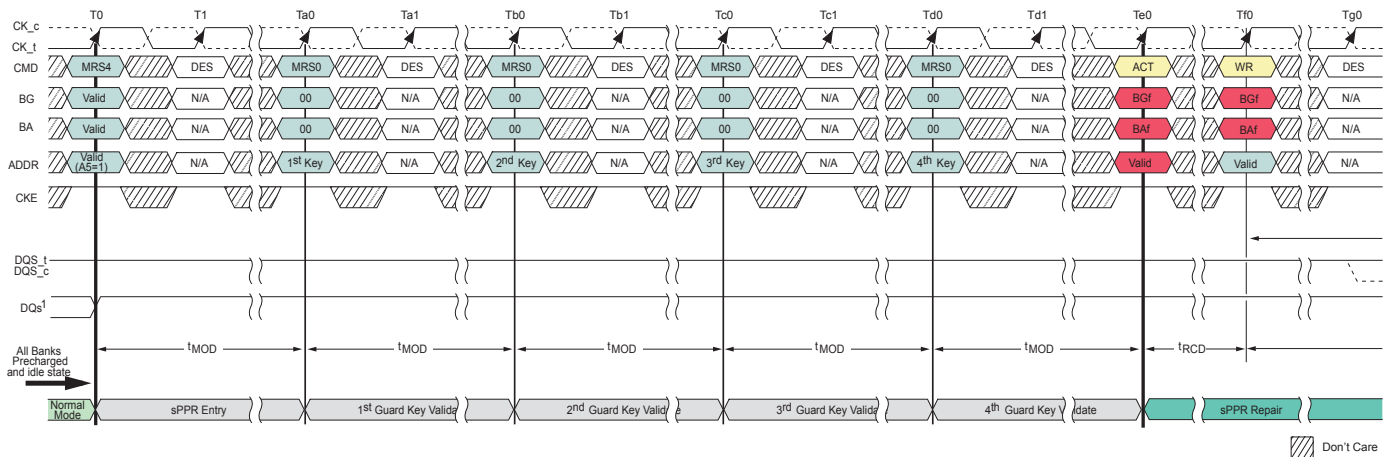 T0 T1 Ta0 Ta1 Tb0 Tb1 Tc0 Tc1 Td0 Td1 Te0 Tf0 Tg0
CK_c
CK_t
CMD MRS4 DES MRS0 DES MRS0 DES MRS0 DES MRS0 DES ACT WR DES
BG Valid N/A 00 N/A 00 N/A 00 N/A 00 N/A BGf BGf N/A
BA Valid N/A 00 N/A 00 N/A 00 N/A 00 N/A BAf BAf N/A
ADDR Valid (A5=1) N/A 1st Key N/A 2nd Key N/A 3rd Key N/A 4th Key N/A Valid Valid N/A
CKE
DQS_t
DQS_c
DQs1
All Banks
Precharged
and idle state
tMOD tMOD tMOD tMOD tMOD tRCD
Normal Mode sPPR Entry 1st Guard Key Valida 2nd Guard Key Valid e 3rd Guard Key Valida 4th Guard Key V idate sPPR Repair
Don't Care